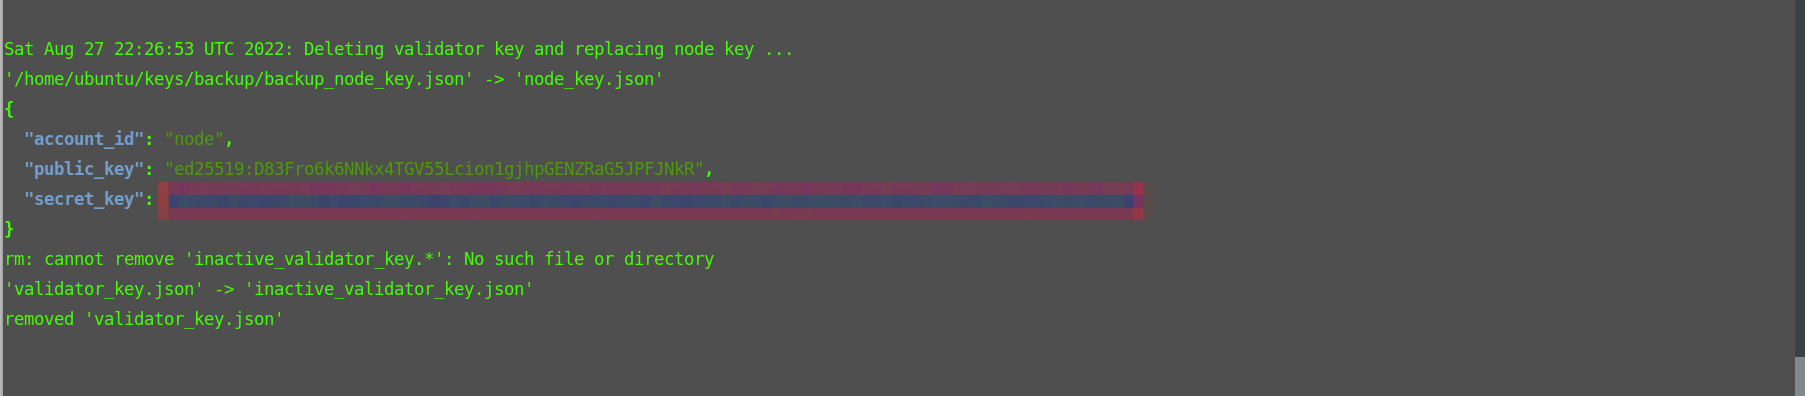 Sat Aug 27 22:26:53 UTC 2022: Deleting validator key and replacing node key ...
'/home/ubuntu/keys/backup/backup_node_key.json' -> 'node_key.json'
{
  "account_id": "node",
  "public_key": "ed25519:D83Fro6k6NNkx4TGV55Lcion1gjhpGENZRaG5JPFJNkR",
  "secret_key":
}
rm: cannot remove 'inactive_validator_key.*': No such file or directory
'validator_key.json' -> 'inactive_validator_key.json'
removed 'validator_key.json'